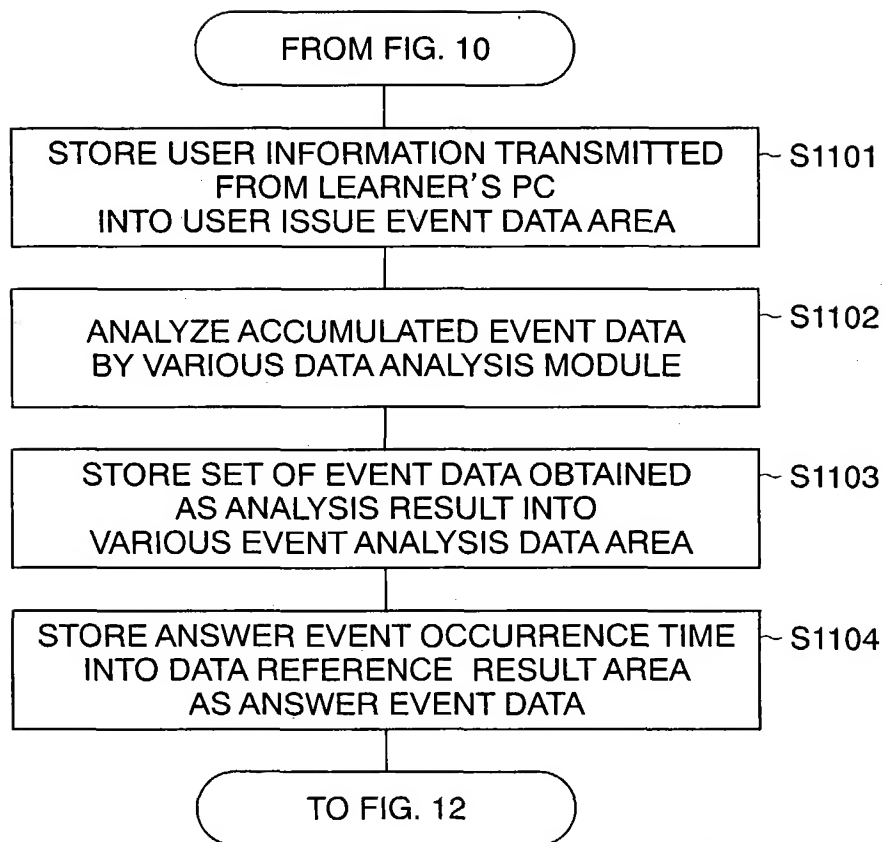 FROM FIG. 10
STORE USER INFORMATION TRANSMITTED
FROM LEARNER'S PC
INTO USER ISSUE EVENT DATA AREA
~ S1101
ANALYZE ACCUMULATED EVENT DATA
BY VARIOUS DATA ANALYSIS MODULE
~ S1102
STORE SET OF EVENT DATA OBTAINED
AS ANALYSIS RESULT INTO
VARIOUS EVENT ANALYSIS DATA AREA
~ S1103
STORE ANSWER EVENT OCCURRENCE TIME
INTO DATA REFERENCE RESULT AREA
AS ANSWER EVENT DATA
~ S1104
TO FIG. 12